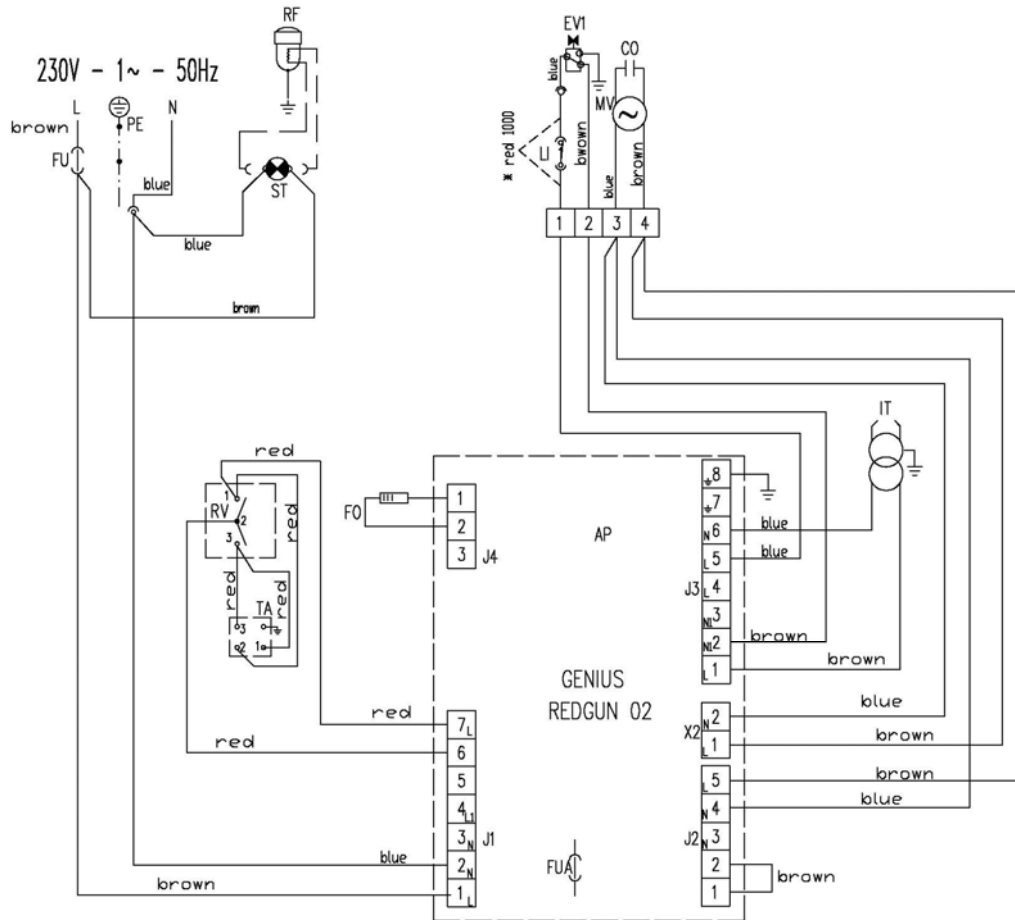 230V - 1~ - 50Hz
L
PE
N
brown
FU
blue
RF
ST
blue
brown
EV1
CO
MV
blue
* red 1000
LI
bwown
blue
brown
1 2 3 4
IT
red
RV
1
2
3
red
red
red
TA
3
2 1
red
red
blue
brown
FO
1
2
3 J4
AP
GENIUS
REDGUN 02
FUA
7 L
6
5
4 L1
3 N J1
2 N
1 L
8
7
N 6
L 5
J3 L 4
N1 3
N1 2
L 1
blue
blue
brown
brown
X2 N 2
L 1
blue
brown
L 5
N 4
J2 N 3
2
1
brown
blue
brown